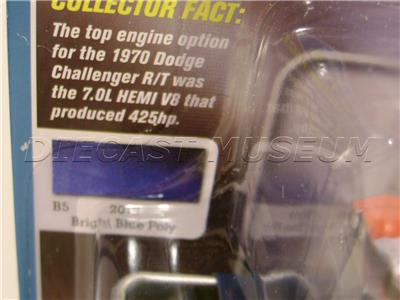 COLLECTOR FACT:
The top engine option
for the 1970 Dodge
Challenger R/T was
the 7.0L HEMI V8 that
produced 425hp.
DIECAST MUSEUM
B5
Bright Blue Poly